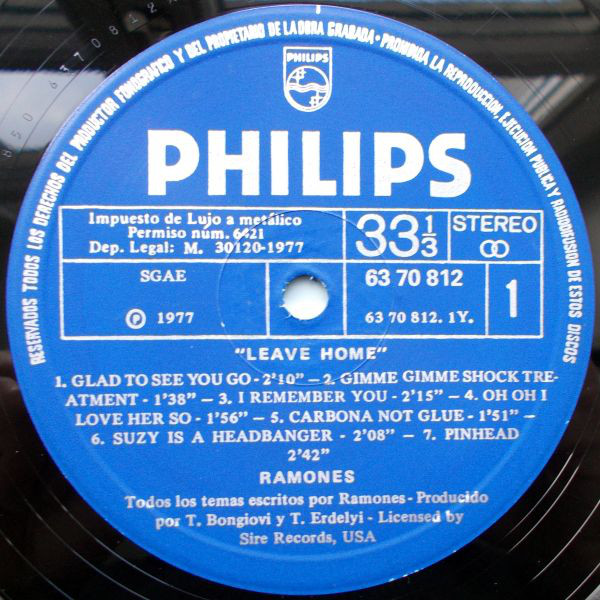 RESERVADOS TODOS LOS DERECHOS DEL PRODUCTOR FONOGRAFICO Y DEL PROPIETARIO DE LA OBRA GRABADA · PROHIBIDA LA REPRODUCCION, EJECUCION PUBLICA Y RADIODIFUSION DE ESTOS DISCOS
PHILIPS
PHILIPS
Impuesto de Lujo a metálico
Permiso núm. 6421
Dep. Legal: M. 30120-1977
33 1/3
STEREO
SGAE
℗ 1977
63 70 812
63 70 812. 1Y.
1
"LEAVE HOME"
1. GLAD TO SEE YOU GO - 2'10" — 2. GIMME GIMME SHOCK TRE-
ATMENT - 1'38" — 3. I REMEMBER YOU - 2'15" — 4. OH OH I
LOVE HER SO - 1'56" — 5. CARBONA NOT GLUE - 1'51" —
6. SUZY IS A HEADBANGER - 2'08" — 7. PINHEAD
2'42"
RAMONES
Todos los temas escritos por Ramones - Producido
por T. Bongiovi y T. Erdelyi - Licensed by
Sire Records, USA